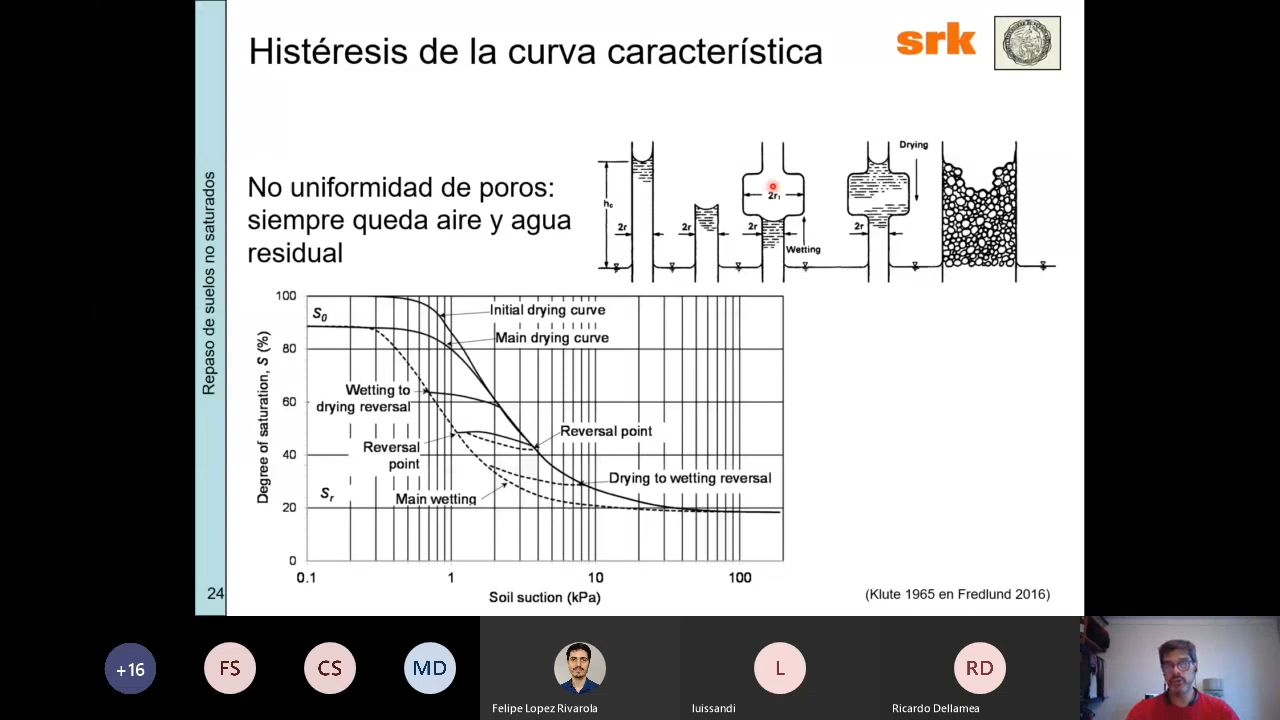 Histéresis de la curva característica
srk
Repaso de suelos no saturados
24
No uniformidad de poros:
siempre queda aire y agua
residual
hc
2r
2r
2r
2r₁
Wetting
2r
Drying
Degree of saturation, S (%)
100
80
60
40
20
0
S₀
Sr
Initial drying curve
Main drying curve
Wetting to
drying reversal
Reversal
point
Reversal point
Drying to wetting reversal
Main wetting
0.1
1
10
100
Soil suction (kPa)
(Klute 1965 en Fredlund 2016)
+16
FS
CS
MD
Felipe Lopez Rivarola
L
luissandi
RD
Ricardo Dellamea